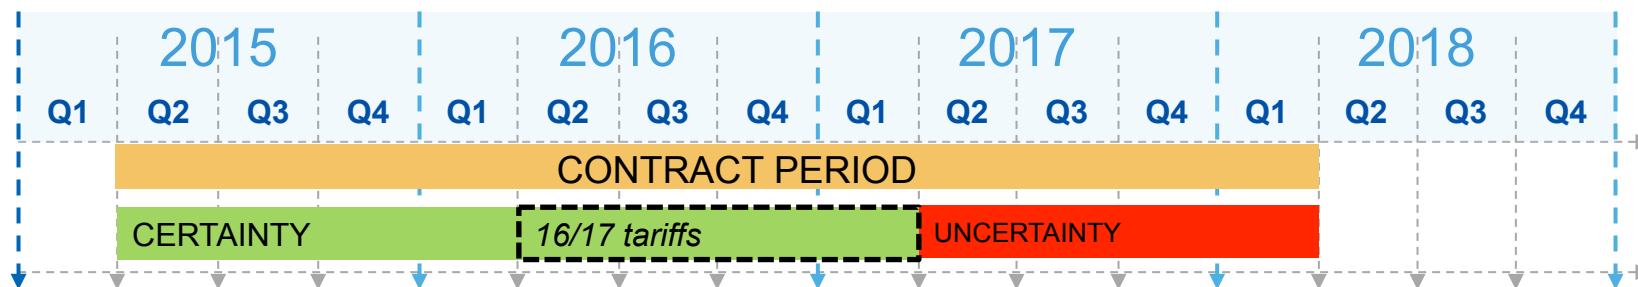 2015 2016 2017 2018
Q1 Q2 Q3 Q4 Q1 Q2 Q3 Q4 Q1 Q2 Q3 Q4 Q1 Q2 Q3 Q4
CONTRACT PERIOD
CERTAINTY 16/17 tariffs UNCERTAINTY